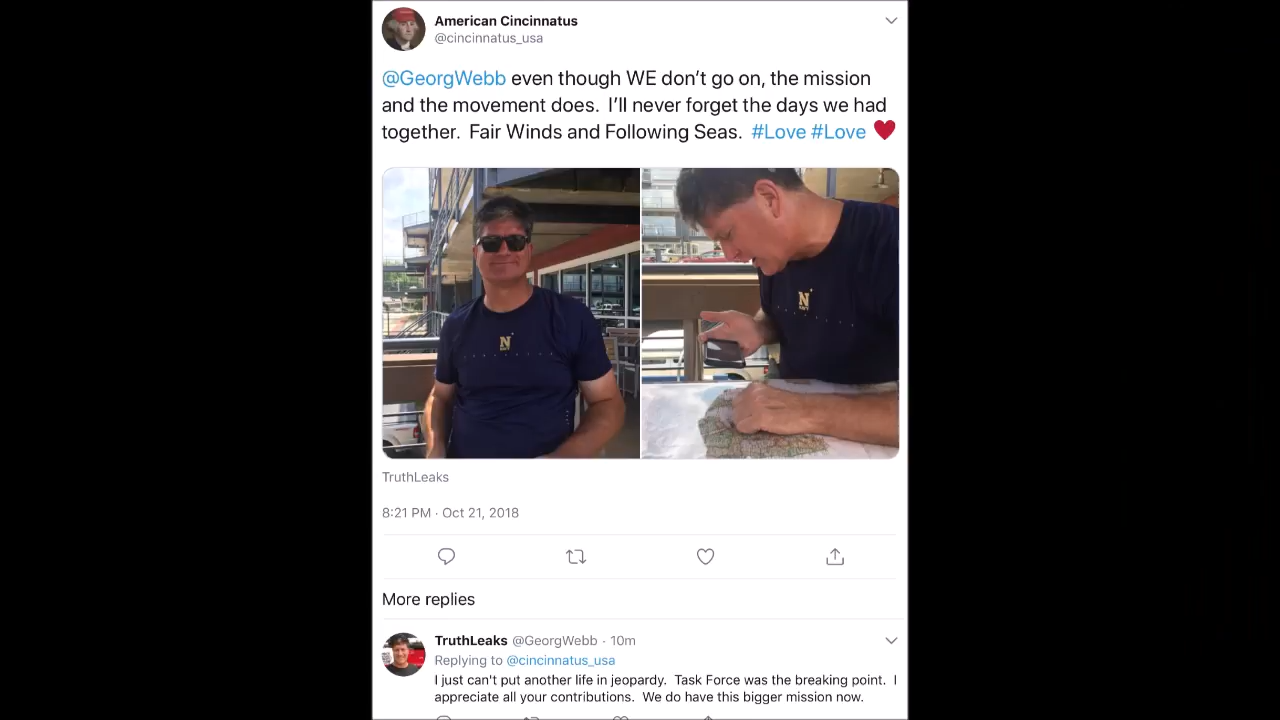 American Cincinnatus
@cincinnatus_usa
@GeorgWebb even though WE don’t go on, the mission
and the movement does.  I’ll never forget the days we had
together.  Fair Winds and Following Seas.  #Love #Love ❤️
N
NAVY
N
NAVY
TruthLeaks
8:21 PM · Oct 21, 2018
More replies
TruthLeaks @GeorgWebb · 10m
Replying to @cincinnatus_usa
I just can't put another life in jeopardy.  Task Force was the breaking point.  I
appreciate all your contributions.  We do have this bigger mission now.